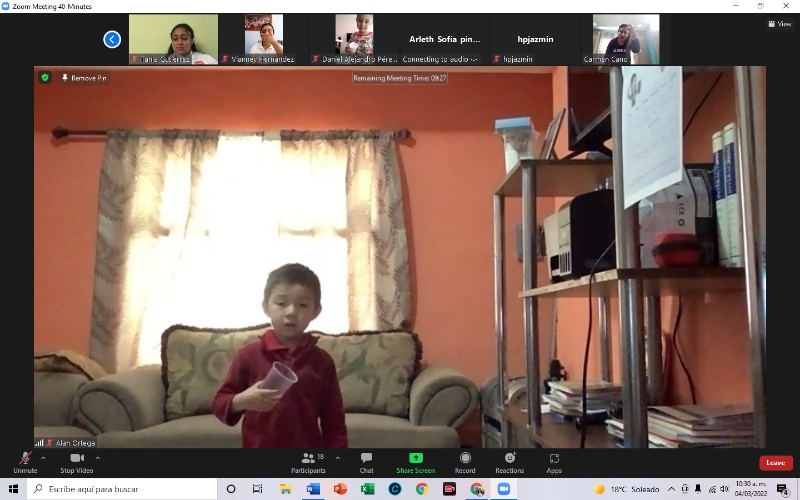 Zoom Meeting 40-Minutes
View
Tania Gutierrez
Vianney Hernandez
Daniel Alejandro Pére...
Arleth Sofia pin...
Connecting to audio
hpjazmin
hpjazmin
Carmen Cano
Remove Pin
Remaining Meeting Time: 09:27
Alan Ortega
Unmute
Stop Video
18
Participants
Chat
Share Screen
Record
Reactions
Apps
Leave
Escribe aquí para buscar
18°C Soleado
10:30 a. m.
04/03/2022
4